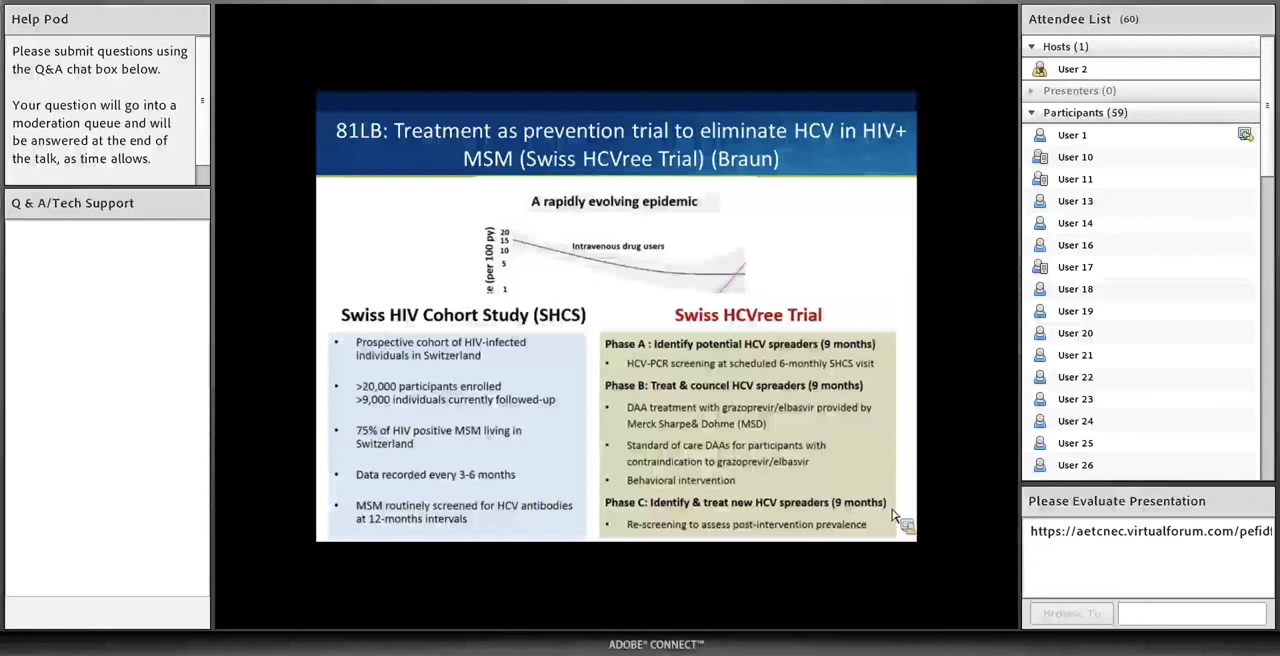 Help Pod
Please submit questions using
the Q&A chat box below.
Your question will go into a
moderation queue and will
be answered at the end of
the talk, as time allows.
Q & A/Tech Support
81LB: Treatment as prevention trial to eliminate HCV in HIV+
MSM (Swiss HCVree Trial) (Braun)
A rapidly evolving epidemic
(per 100 py)
20
15
10
5
1
Intravenous drug users
Swiss HIV Cohort Study (SHCS)
• Prospective cohort of HIV-infected
individuals in Switzerland
• >20,000 participants enrolled
>9,000 individuals currently followed-up
• 75% of HIV positive MSM living in
Switzerland
• Data recorded every 3-6 months
• MSM routinely screened for HCV antibodies
at 12-months intervals
Swiss HCVree Trial
Phase A : Identify potential HCV spreaders (9 months)
• HCV-PCR screening at scheduled 6-monthly SHCS visit
Phase B: Treat & councel HCV spreaders (9 months)
• DAA treatment with grazoprevir/elbasvir provided by
Merck Sharpe& Dohme (MSD)
• Standard of care DAAs for participants with
contraindication to grazoprevir/elbasvir
• Behavioral intervention
Phase C: Identify & treat new HCV spreaders (9 months)
• Re-screening to assess post-intervention prevalence
Attendee List (60)
Hosts (1)
User 2
Presenters (0)
Participants (59)
User 1
User 10
User 11
User 13
User 14
User 16
User 17
User 18
User 19
User 20
User 21
User 22
User 23
User 24
User 25
User 26
Please Evaluate Presentation
https://aetcnec.virtualforum.com/pefid
Browse To
ADOBE® CONNECT™